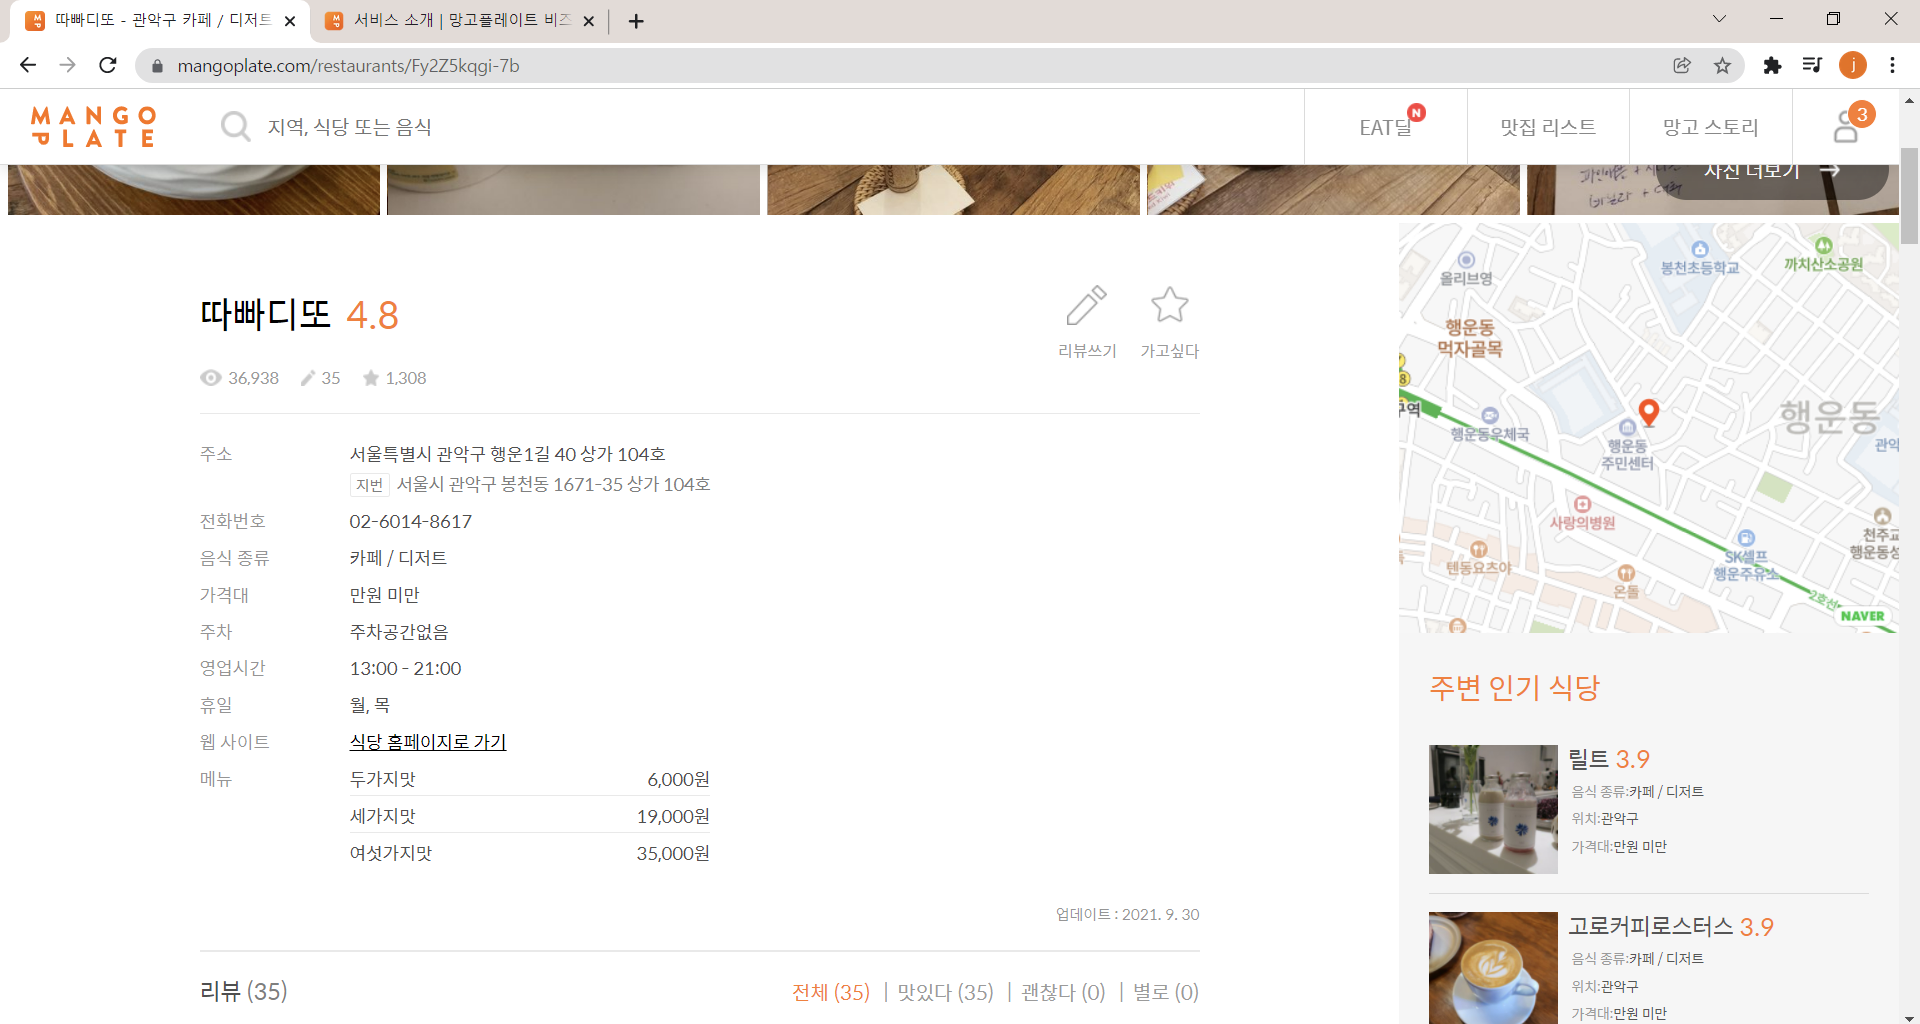 따빠디또 - 관악구 카페 / 디저트
서비스 소개 | 망고플레이트 비즈
mangoplate.com/restaurants/Fy2Z5kqgi-7b
j
MANGO
PLATE
지역, 식당 또는 음식
EAT딜
N
맛집 리스트
망고 스토리
3
사진 더보기
따빠디또 4.8
리뷰쓰기
가고싶다
36,938 35 1,308
주소 서울특별시 관악구 행운1길 40 상가 104호
지번 서울시 관악구 봉천동 1671-35 상가 104호
전화번호 02-6014-8617
음식 종류 카페 / 디저트
가격대 만원 미만
주차 주차공간없음
영업시간 13:00 - 21:00
휴일 월, 목
웹 사이트 식당 홈페이지로 가기
메뉴 두가지맛 6,000원
세가지맛 19,000원
여섯가지맛 35,000원
업데이트 : 2021. 9. 30
리뷰 (35)
전체 (35) | 맛있다 (35) | 괜찮다 (0) | 별로 (0)
올리브영
봉천초등학교
까치산소공원
행운동
먹자골목
8
구역
행운동우체국
행운동
주민센터
행운동
관악
사랑의병원
천주교
행운동성
텐동요츠야
온돌
SK셀프
행운주유소
2호선
NAVER
주변 인기 식당
릴트 3.9
음식 종류:카페 / 디저트
위치:관악구
가격대:만원 미만
고로커피로스터스 3.9
음식 종류:카페 / 디저트
위치:관악구
가격대:만원 미만